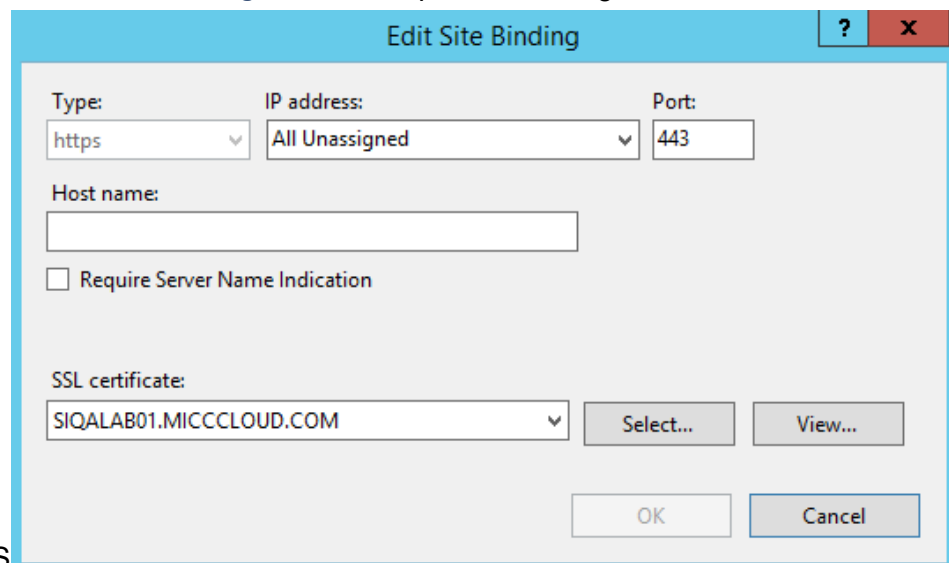 Edit Site Binding
? x
Type: IP address: Port:
https All Unassigned 443
Host name:
Require Server Name Indication
SSL certificate:
SIQALAB01.MICCCLOUD.COM Select... View...
OK Cancel
S